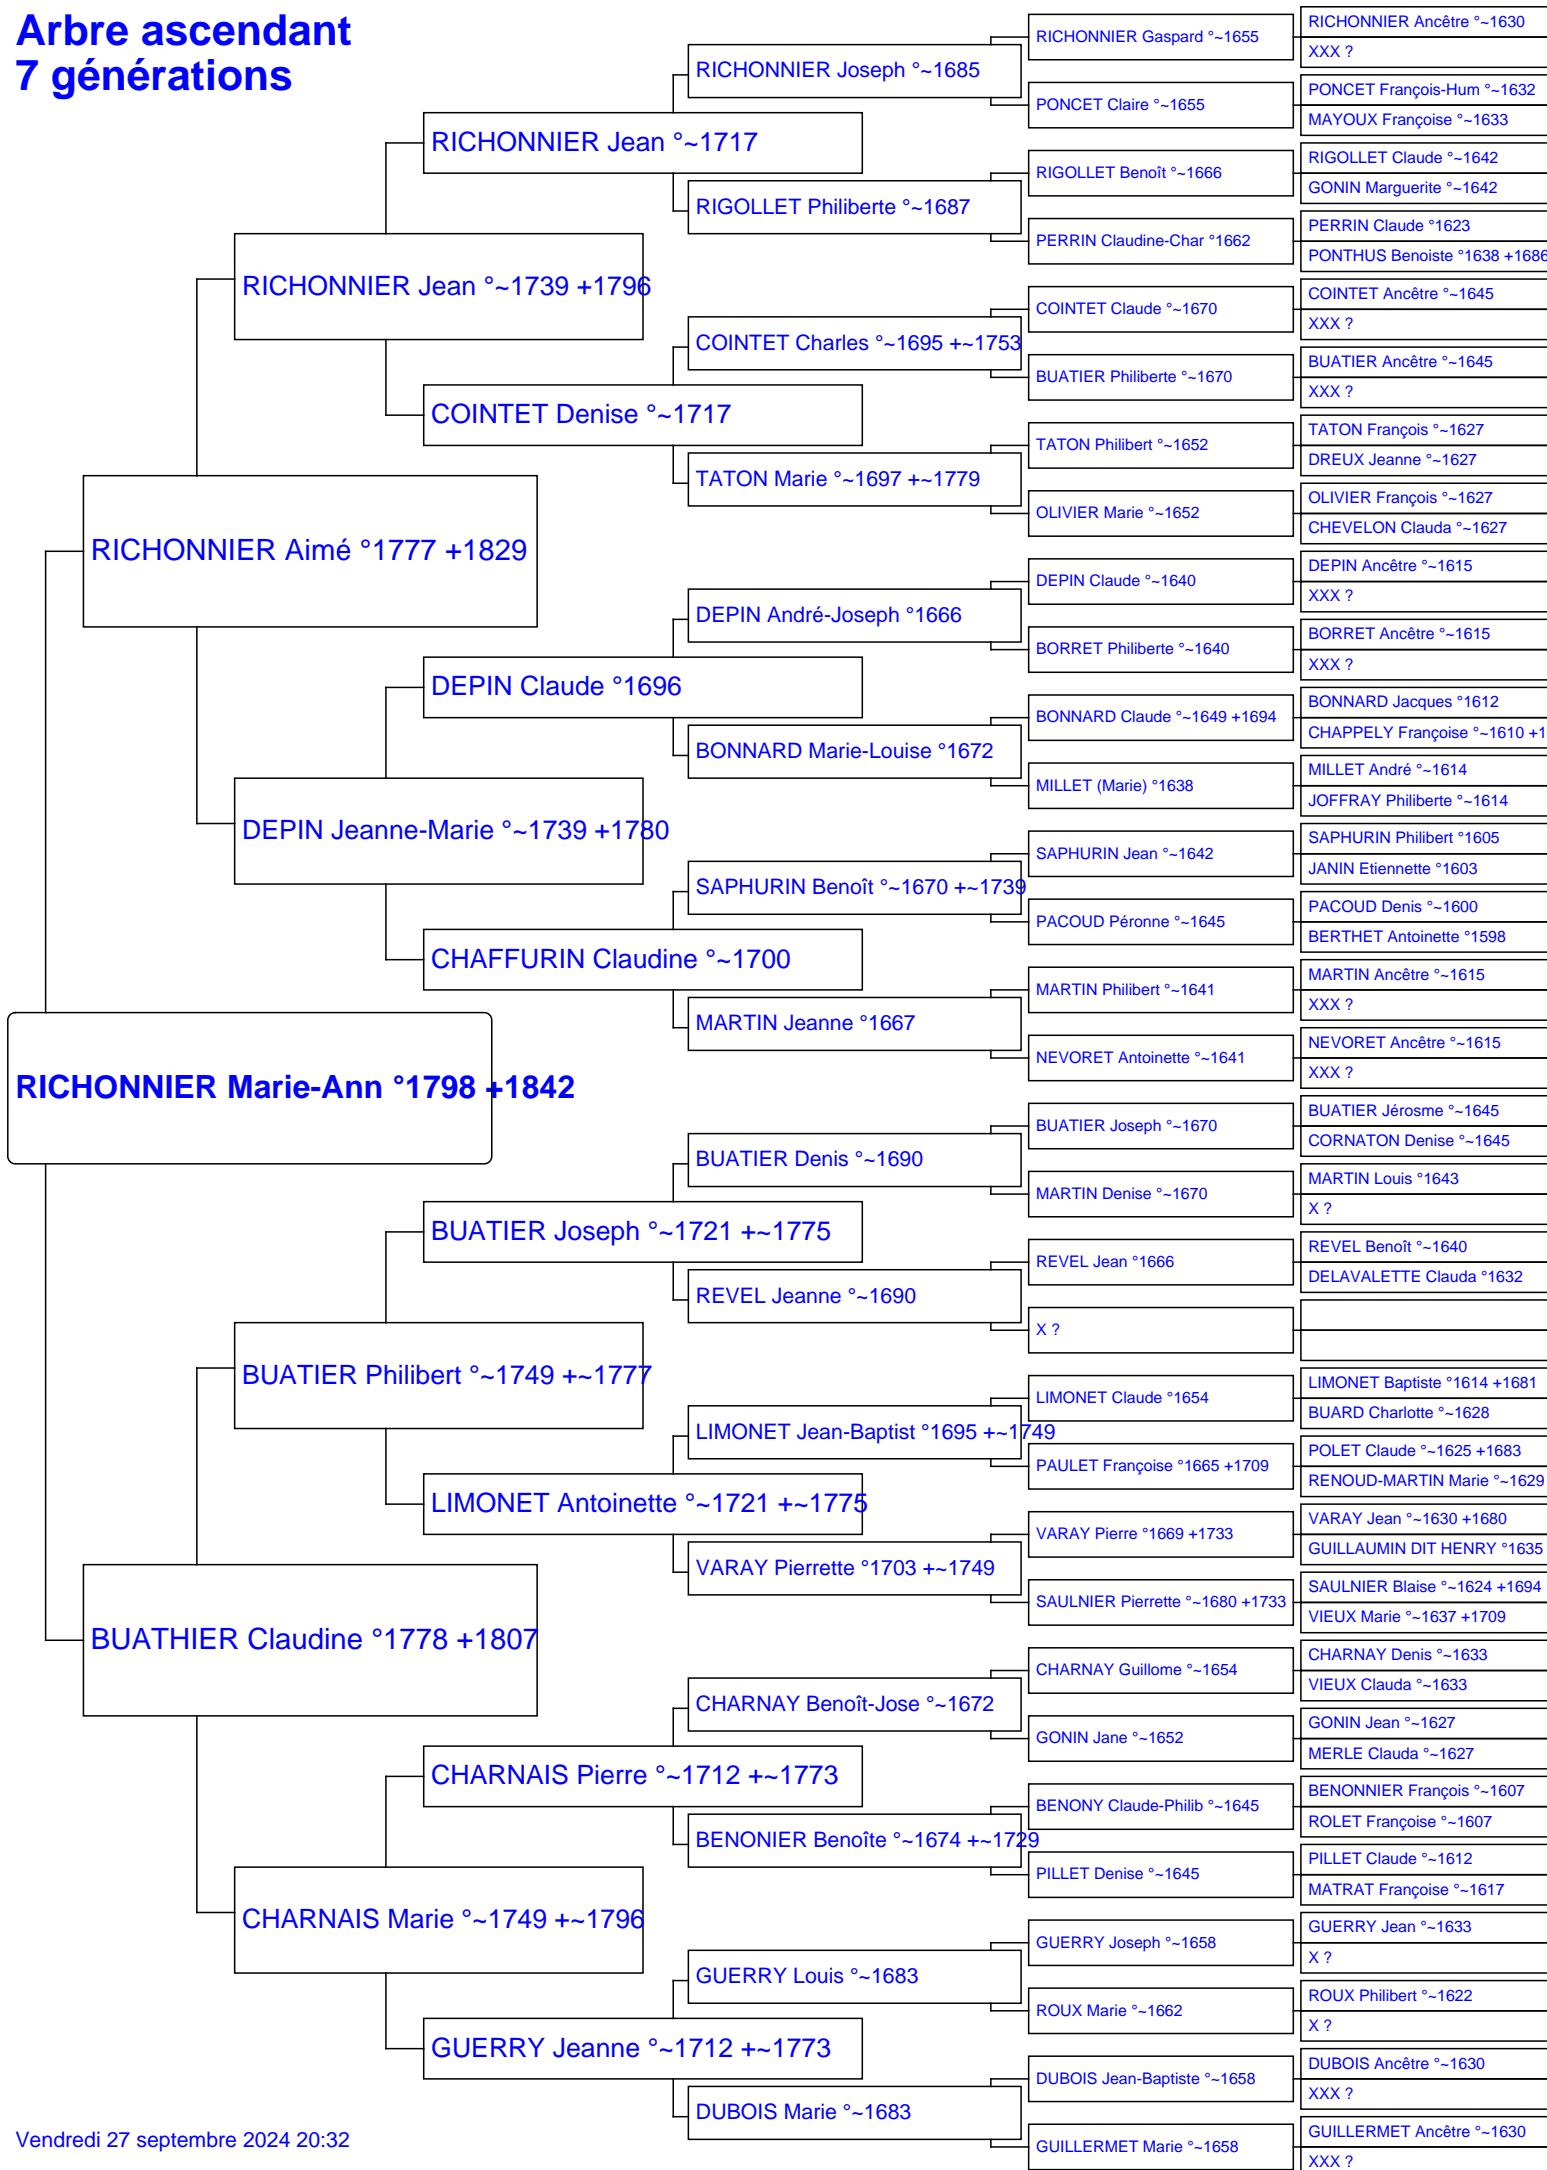 Arbre ascendant
7 générations
RICHONNIER Marie-Ann °1798 +1842
RICHONNIER Aimé °1777 +1829
BUATHIER Claudine °1778 +1807
RICHONNIER Jean °~1739 +1796
DEPIN Jeanne-Marie °~1739 +1780
BUATIER Philibert °~1749 +~1777
CHARNAIS Marie °~1749 +~1796
RICHONNIER Jean °~1717
COINTET Denise °~1717
DEPIN Claude °1696
CHAFFURIN Claudine °~1700
BUATIER Joseph °~1721 +~1775
LIMONET Antoinette °~1721 +~1775
CHARNAIS Pierre °~1712 +~1773
GUERRY Jeanne °~1712 +~1773
RICHONNIER Joseph °~1685
RIGOLLET Philiberte °~1687
COINTET Charles °~1695 +~1753
TATON Marie °~1697 +~1779
DEPIN André-Joseph °1666
BONNARD Marie-Louise °1672
SAPHURIN Benoît °~1670 +~1739
MARTIN Jeanne °1667
BUATIER Denis °~1690
REVEL Jeanne °~1690
LIMONET Jean-Baptist °1695 +~1749
VARAY Pierrette °1703 +~1749
CHARNAY Benoît-Jose °~1672
BENONIER Benoîte °~1674 +~1729
GUERRY Louis °~1683
DUBOIS Marie °~1683
RICHONNIER Gaspard °~1655
PONCET Claire °~1655
RIGOLLET Benoît °~1666
PERRIN Claudine-Char °1662
COINTET Claude °~1670
BUATIER Philiberte °~1670
TATON Philibert °~1652
OLIVIER Marie °~1652
DEPIN Claude °~1640
BORRET Philiberte °~1640
BONNARD Claude °~1649 +1694
MILLET (Marie) °1638
SAPHURIN Jean °~1642
PACOUD Péronne °~1645
MARTIN Philibert °~1641
NEVORET Antoinette °~1641
BUATIER Joseph °~1670
MARTIN Denise °~1670
REVEL Jean °1666
X ?
LIMONET Claude °1654
PAULET Françoise °1665 +1709
VARAY Pierre °1669 +1733
SAULNIER Pierrette °~1680 +1733
CHARNAY Guillome °~1654
GONIN Jane °~1652
BENONY Claude-Philib °~1645
PILLET Denise °~1645
GUERRY Joseph °~1658
ROUX Marie °~1662
DUBOIS Jean-Baptiste °~1658
GUILLERMET Marie °~1658
RICHONNIER Ancêtre °~1630
XXX ?
PONCET François-Hum °~1632
MAYOUX Françoise °~1633
RIGOLLET Claude °~1642
GONIN Marguerite °~1642
PERRIN Claude °1623
PONTHUS Benoiste °1638 +1686
COINTET Ancêtre °~1645
XXX ?
BUATIER Ancêtre °~1645
XXX ?
TATON François °~1627
DREUX Jeanne °~1627
OLIVIER François °~1627
CHEVELON Clauda °~1627
DEPIN Ancêtre °~1615
XXX ?
BORRET Ancêtre °~1615
XXX ?
BONNARD Jacques °1612
CHAPPELY Françoise °~1610 +1
MILLET André °~1614
JOFFRAY Philiberte °~1614
SAPHURIN Philibert °1605
JANIN Etiennette °1603
PACOUD Denis °~1600
BERTHET Antoinette °1598
MARTIN Ancêtre °~1615
XXX ?
NEVORET Ancêtre °~1615
XXX ?
BUATIER Jérosme °~1645
CORNATON Denise °~1645
MARTIN Louis °1643
X ?
REVEL Benoît °~1640
DELAVALETTE Clauda °1632
LIMONET Baptiste °1614 +1681
BUARD Charlotte °~1628
POLET Claude °~1625 +1683
RENOUD-MARTIN Marie °~1629
VARAY Jean °~1630 +1680
GUILLAUMIN DIT HENRY °1635
SAULNIER Blaise °~1624 +1694
VIEUX Marie °~1637 +1709
CHARNAY Denis °~1633
VIEUX Clauda °~1633
GONIN Jean °~1627
MERLE Clauda °~1627
BENONNIER François °~1607
ROLET Françoise °~1607
PILLET Claude °~1612
MATRAT Françoise °~1617
GUERRY Jean °~1633
X ?
ROUX Philibert °~1622
X ?
DUBOIS Ancêtre °~1630
XXX ?
GUILLERMET Ancêtre °~1630
XXX ?
Vendredi 27 septembre 2024 20:32